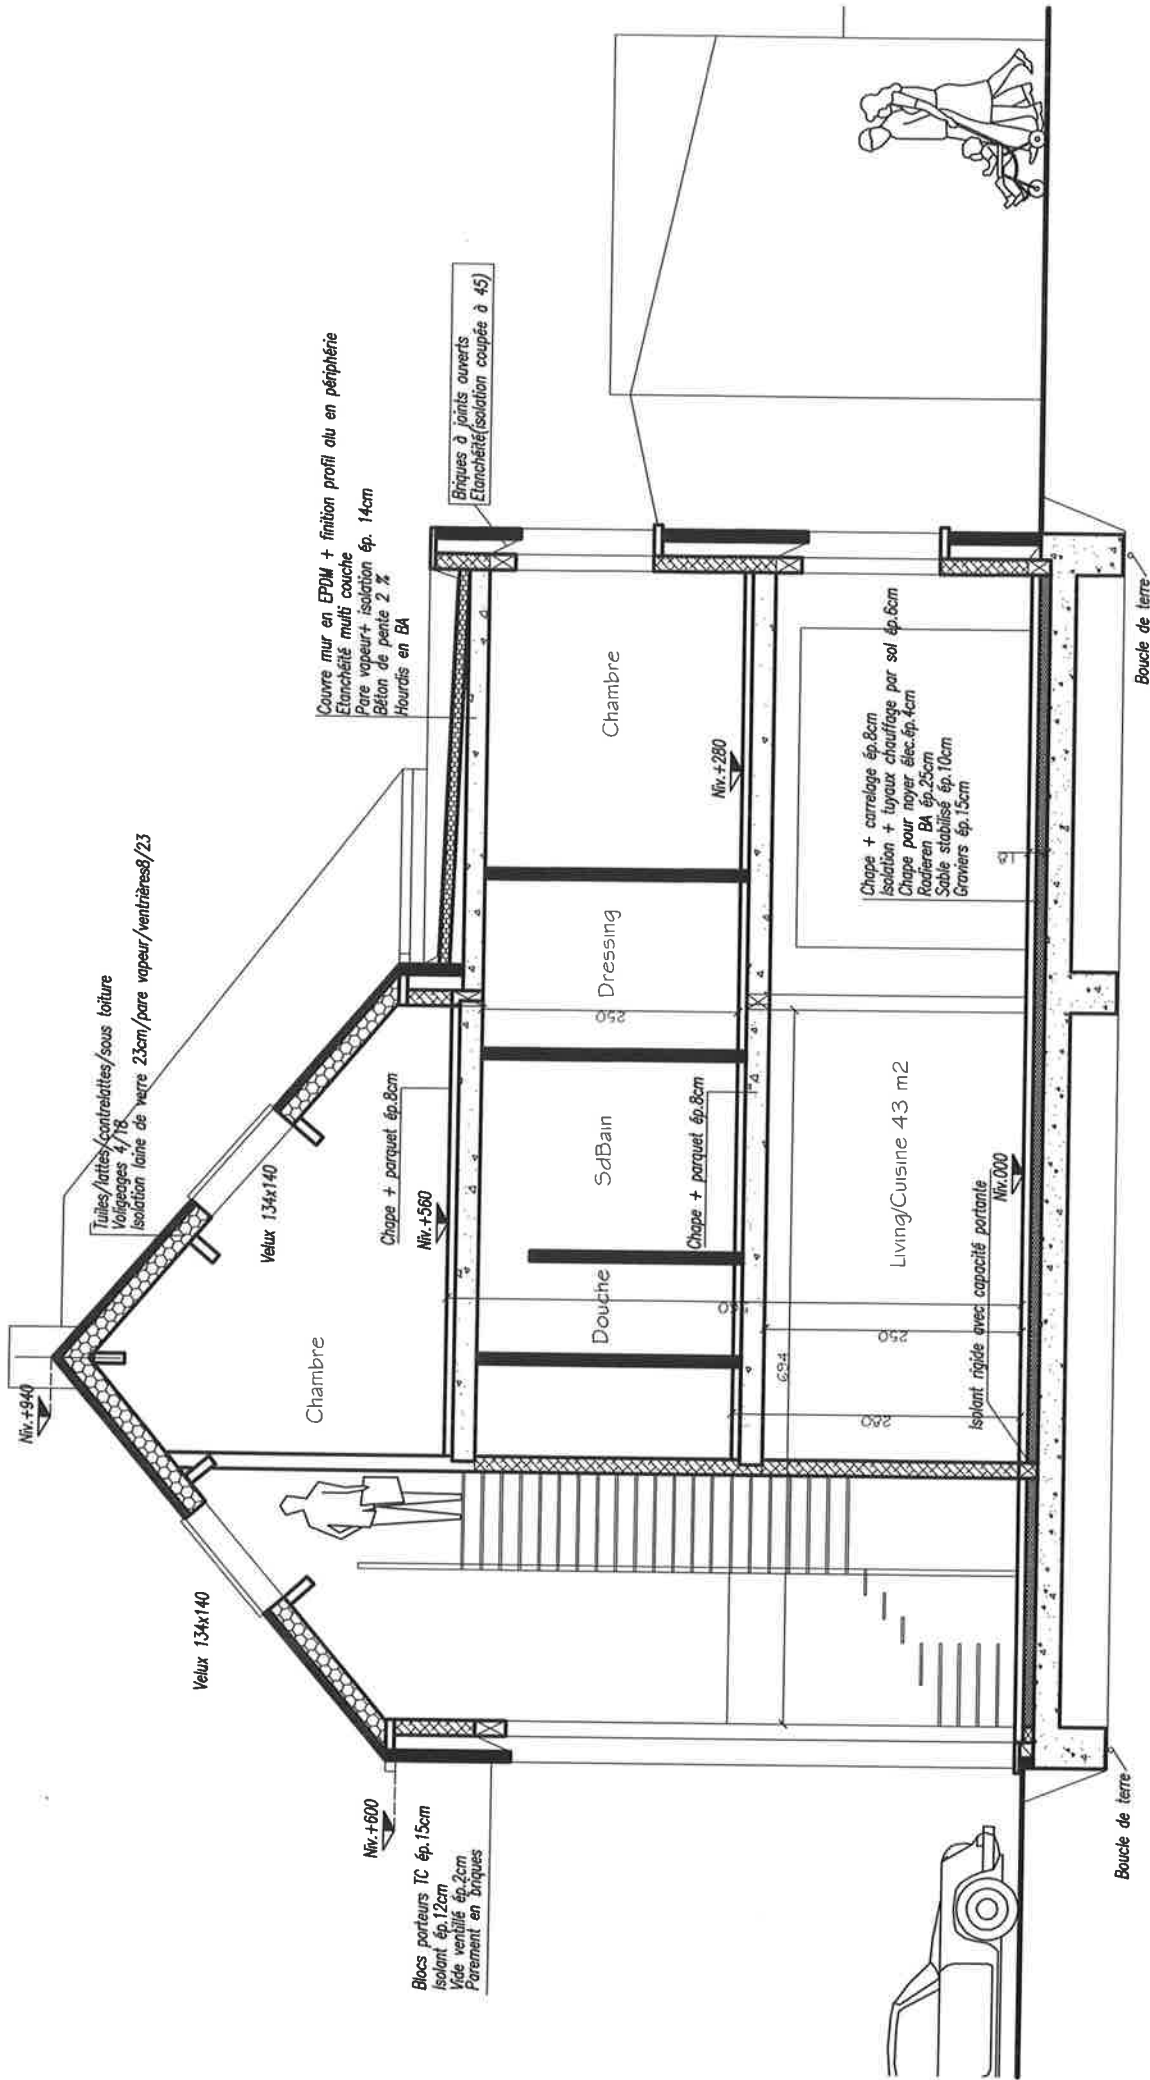 Niv.+940
Tuiles/lattes/contrelattes/sous toiture
Voligeages 4/18
Isolation laine de verre 23cm/pare vapeur/ventrières8/23
Velux 134x140
Velux 134x140
Couvre mur en EPDM + finition profil alu en périphérie
Etanchéité multi couche
Pare vapeur+ isolation ép. 14cm
Béton de pente 2 %
Hourdis en BA
Briques à joints ouverts
Etanchéité(isolation coupée à 45)
Niv.+600
Blocs porteurs TC ép.15cm
Isolant ép.12cm
Vide ventillé ép.2cm
Parement en briques
Chambre
Chape + parquet ép.8cm
Niv.+560
Douche
SdBain
Dressing
250
Chambre
Niv.+280
Chape + parquet ép.8cm
560
694
250
280
Living/Cuisine 43 m2
Chape + carrelage ép.8cm
Isolation + tuyaux chauffage par sol ép.6cm
Chape pour noyer élec.ép.4cm
Radieren BA ép.25cm
Sable stabilisé ép.10cm
Graviers ép.15cm
18
Isolant rigide avec capacité portante
Niv.000
Boucle de terre
Boucle de terre